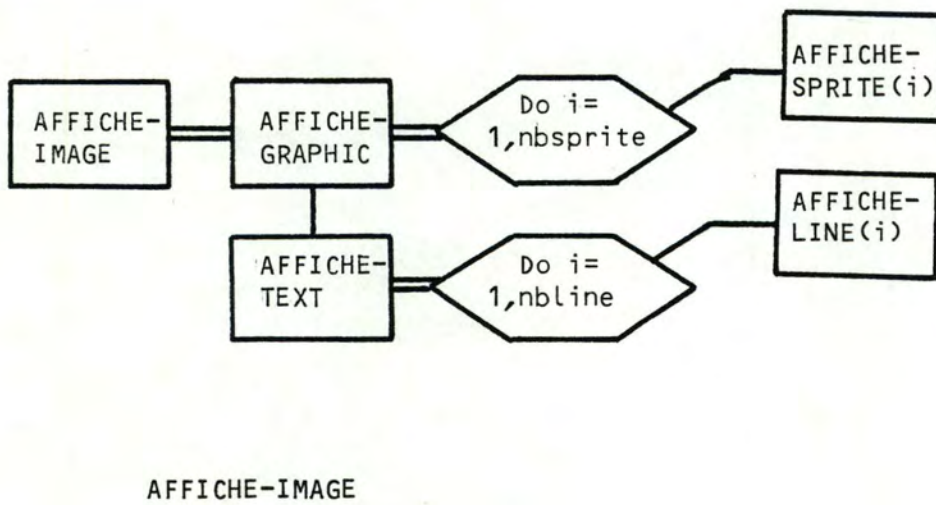 AFFICHE-
IMAGE
AFFICHE-
GRAPHIC
Do i=
1,nbsprite
AFFICHE-
SPRITE(i)
AFFICHE-
TEXT
Do i=
1,nbline
AFFICHE-
LINE(i)
AFFICHE-IMAGE